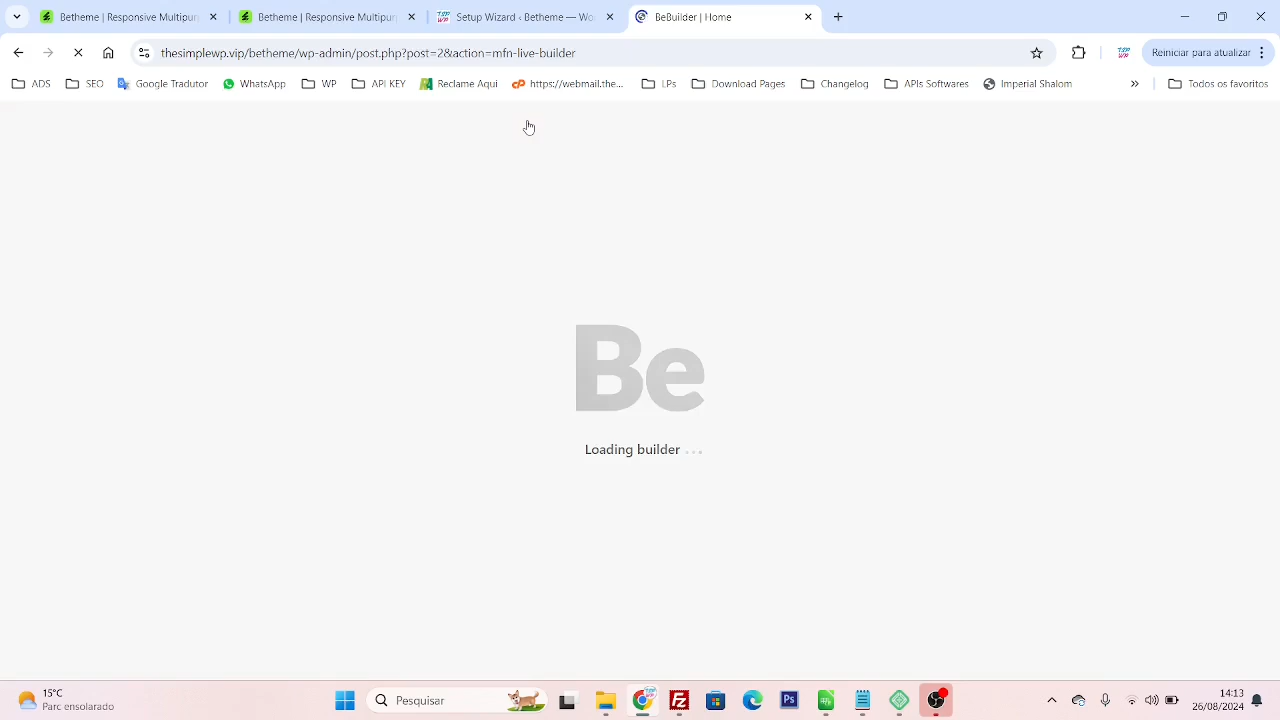 Betheme | Responsive Multipur
Betheme | Responsive Multipur
Setup Wizard ‹ Betheme — Wo
BeBuilder | Home
thesimplewp.vip/betheme/wp-admin/post.php?post=2&action=mfn-live-builder
Reiniciar para atualizar
ADS
SEO
Google Tradutor
WhatsApp
WP
API KEY
Reclame Aqui
https://webmail.the...
LPs
Download Pages
Changelog
APIs Softwares
Imperial Shalom
Todos os favoritos
Be
Loading builder ...
15°C
Parc ensolarado
Pesquisar
Ps
14:13
26/08/2024